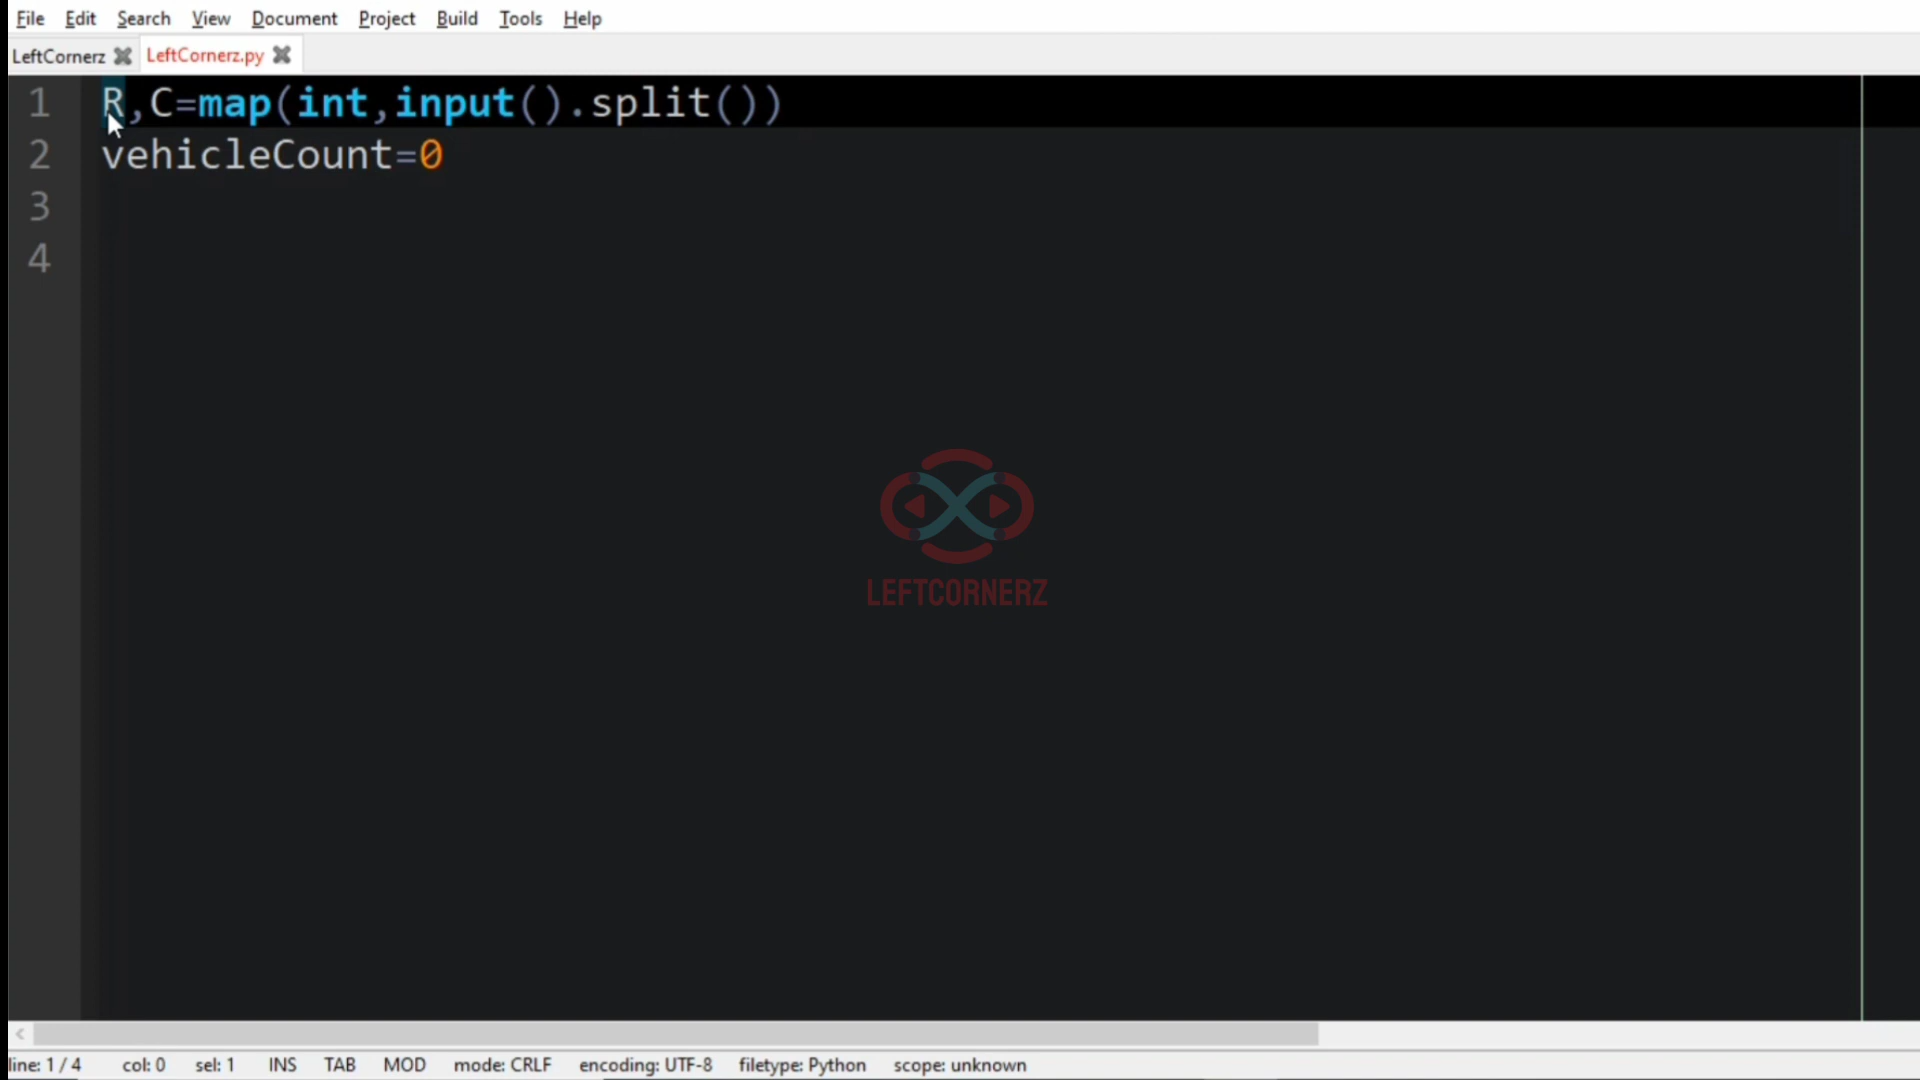 File Edit Search View Document Project Build Tools Help
LeftCornerz LeftCornerz.py
1 R,C=map(int,input().split())
2 vehicleCount=0
3
4
LEFTCORNERZ
line: 1 / 4 col: 0 sel: 1 INS TAB MOD mode: CRLF encoding: UTF-8 filetype: Python scope: unknown